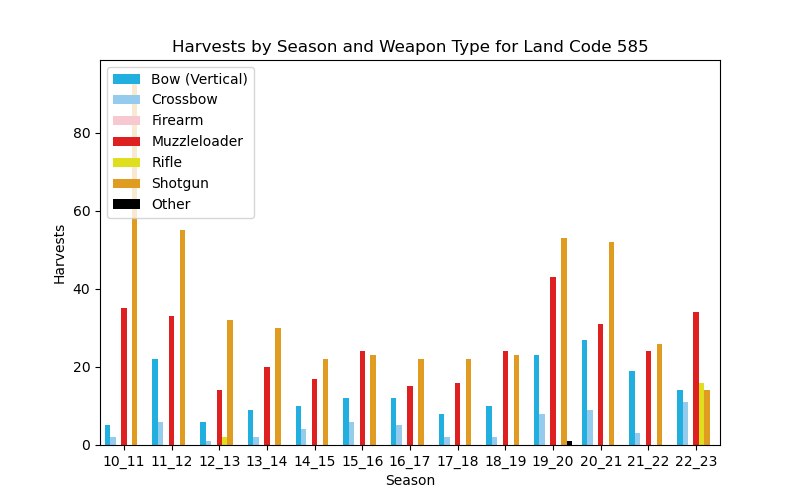 Harvests by Season and Weapon Type for Land Code 585
Bow (Vertical)
Crossbow
Firearm
Muzzleloader
Rifle
Shotgun
Other
80
60
40
20
0
Harvests
10_11 11_12 12_13 13_14 14_15 15_16 16_17 17_18 18_19 19_20 20_21 21_22 22_23
Season